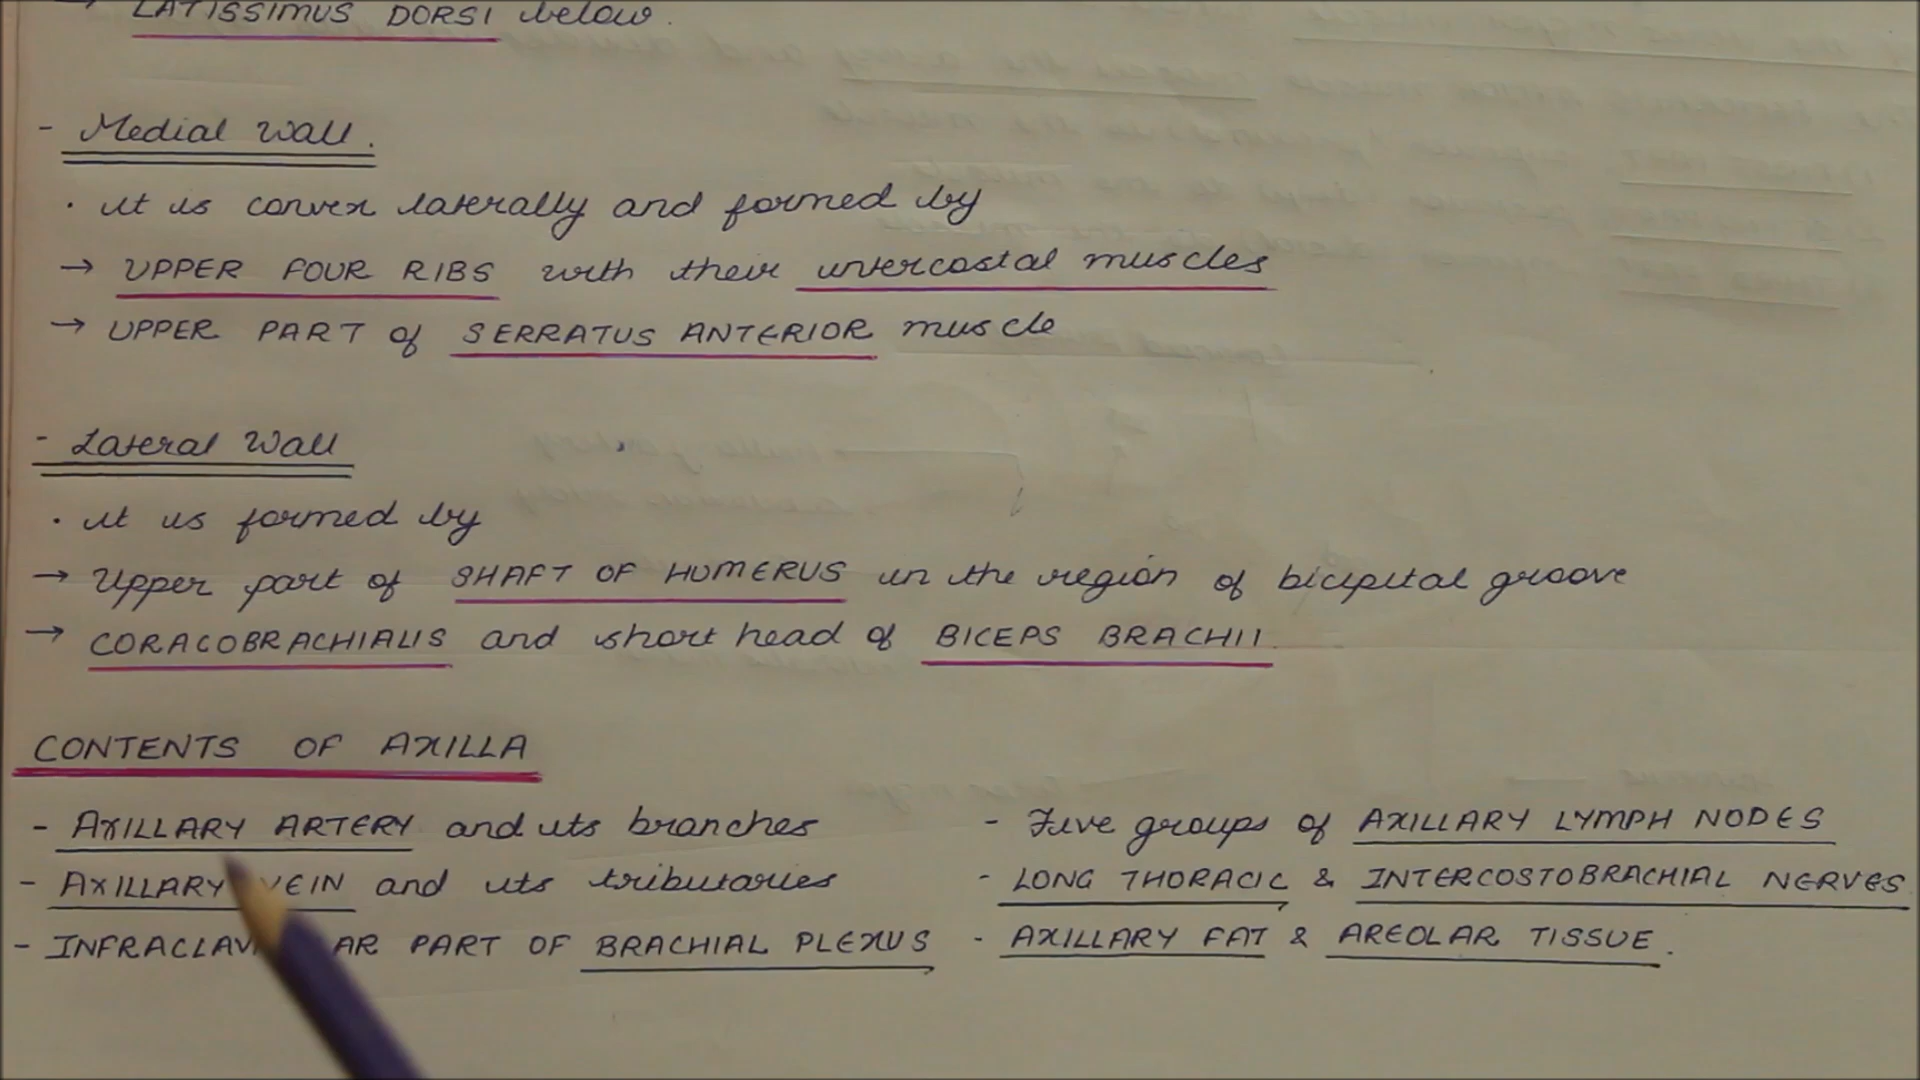 → LATISSIMUS DORSI below.
- Medial Wall.
· it is convex laterally and formed by
→ UPPER FOUR RIBS with their intercostal muscles
→ UPPER PART of SERRATUS ANTERIOR muscle
- Lateral Wall
· it is formed by
→ Upper part of SHAFT OF HUMERUS in the region of bicipital groove
→ CORACOBRACHIALIS and short head of BICEPS BRACHII.
CONTENTS OF AXILLA
- AXILLARY ARTERY and its branches
- AXILLARY VEIN and its tributaries
- PART OF BRACHIAL PLEXUS
- Five groups of AXILLARY LYMPH NODES
- LONG THORACIC & INTERCOSTOBRACHIAL NERVES
- AXILLARY FAT & AREOLAR TISSUE.